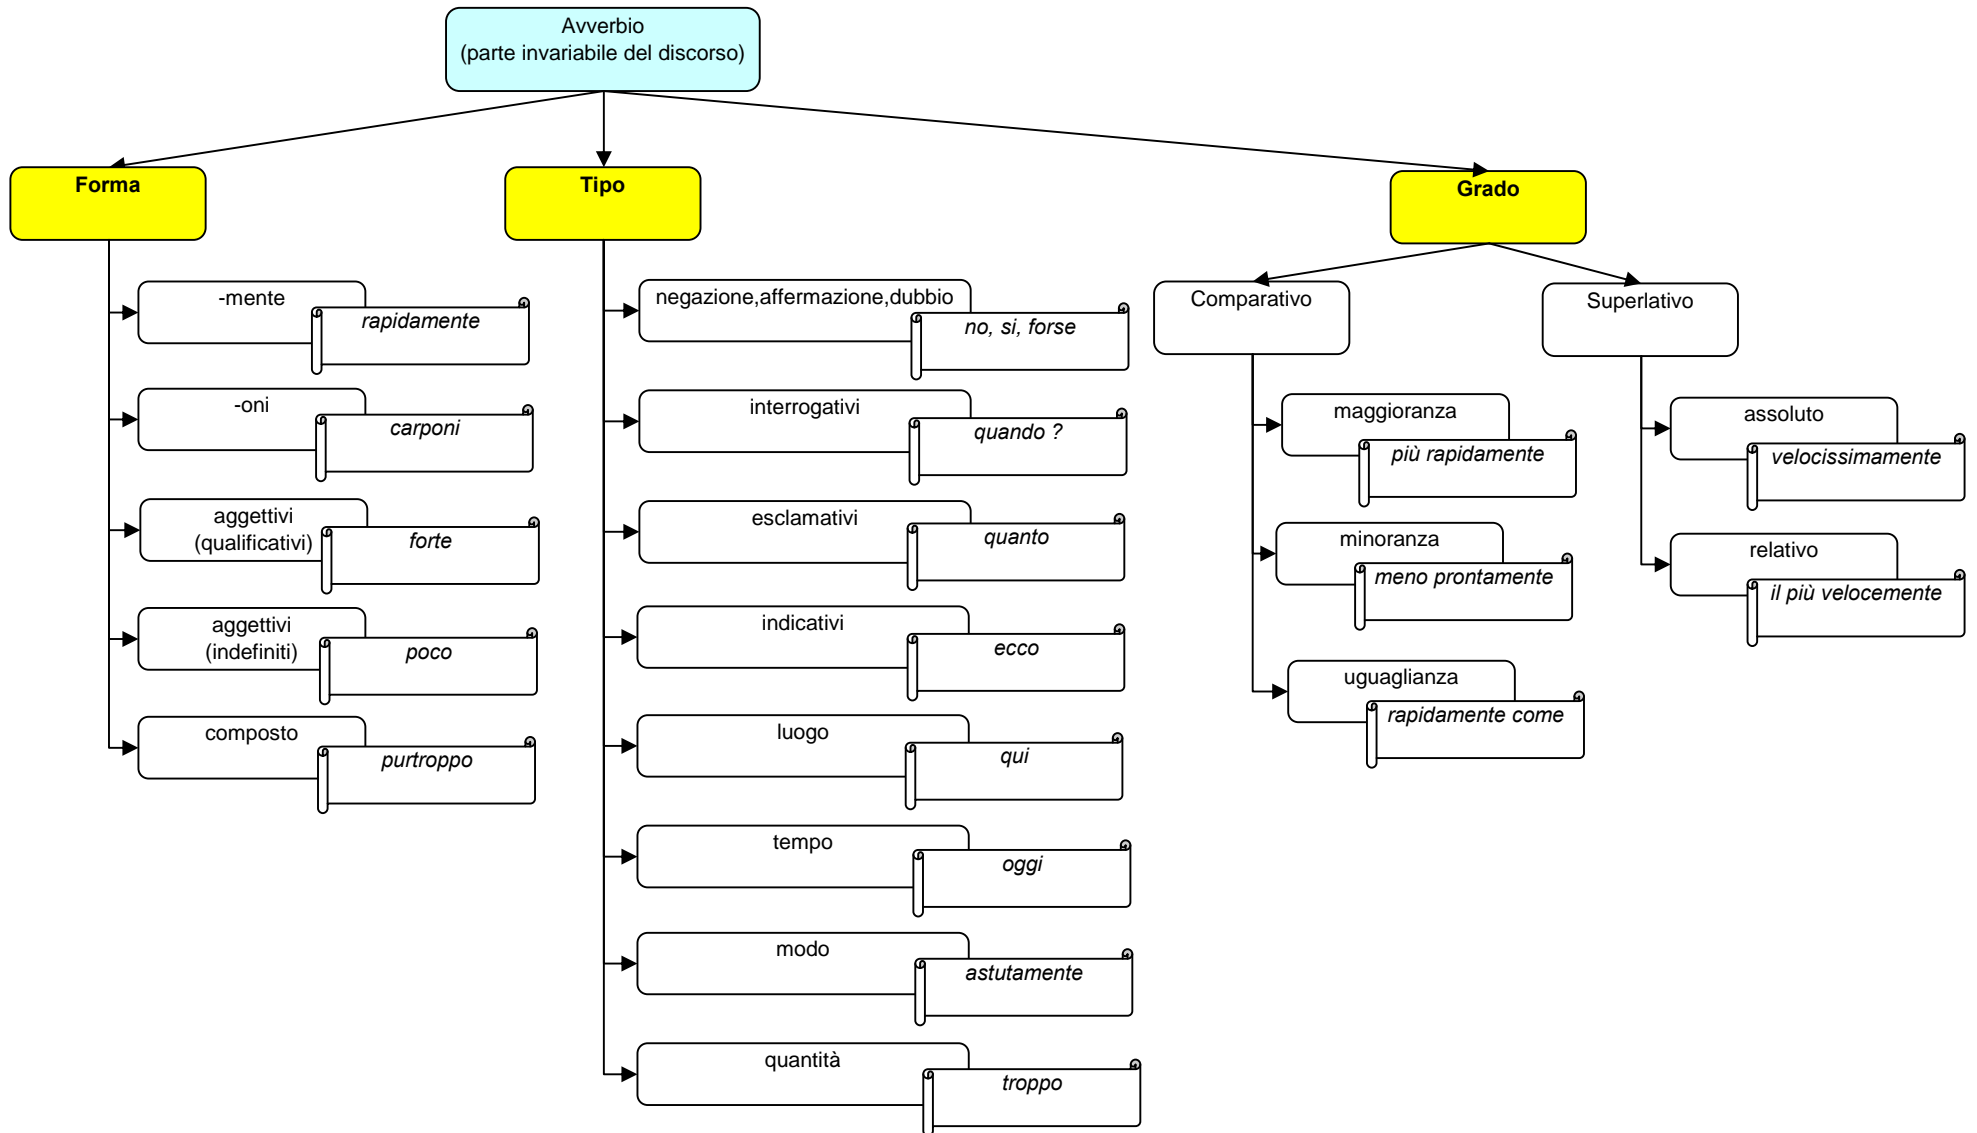 Avverbio
(parte invariabile del discorso)
Forma
-mente
rapidamente
-oni
carponi
aggettivi
(qualificativi)
forte
aggettivi
(indefiniti)
poco
composto
purtroppo
Tipo
negazione,affermazione,dubbio
no, si, forse
interrogativi
quando ?
esclamativi
quanto
indicativi
ecco
luogo
qui
tempo
oggi
modo
astutamente
quantità
troppo
Grado
Comparativo
maggioranza
più rapidamente
minoranza
meno prontamente
uguaglianza
rapidamente come
Superlativo
assoluto
velocissimamente
relativo
il più velocemente